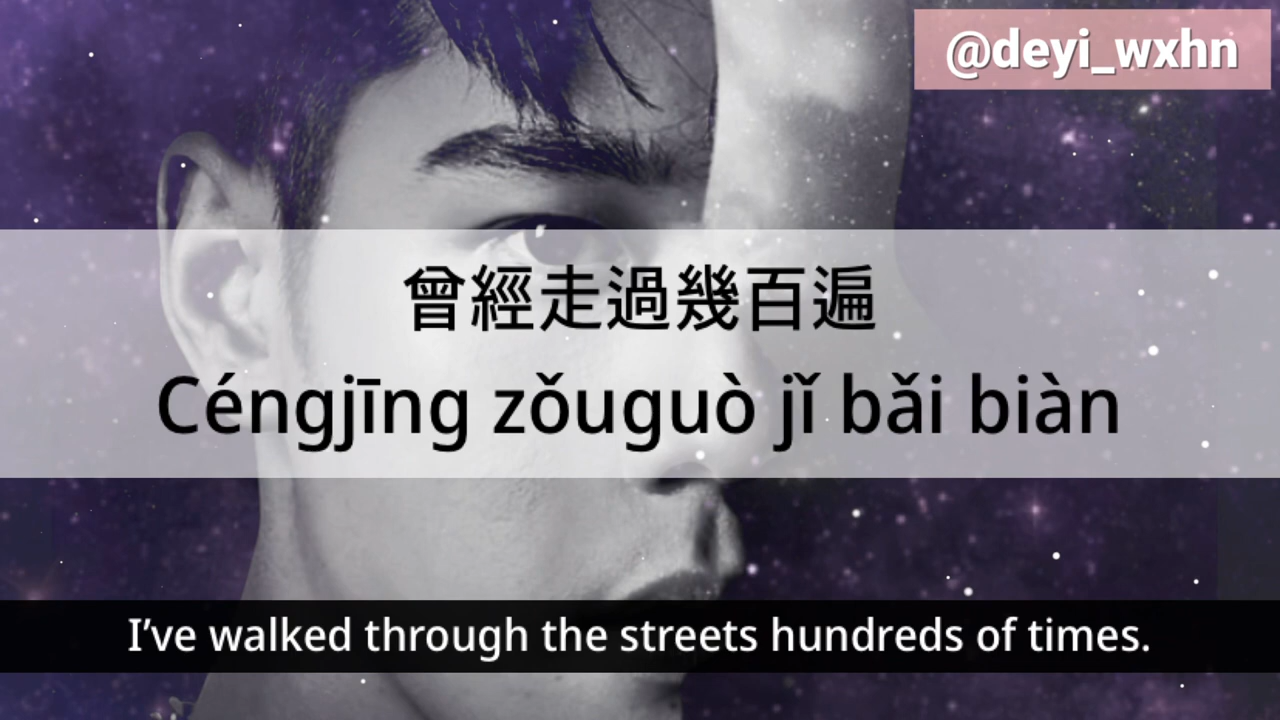 @deyi_wxhn
曾經走過幾百遍
Céngjīng zǒuguò jǐ bǎi biàn
I’ve walked through the streets hundreds of times.